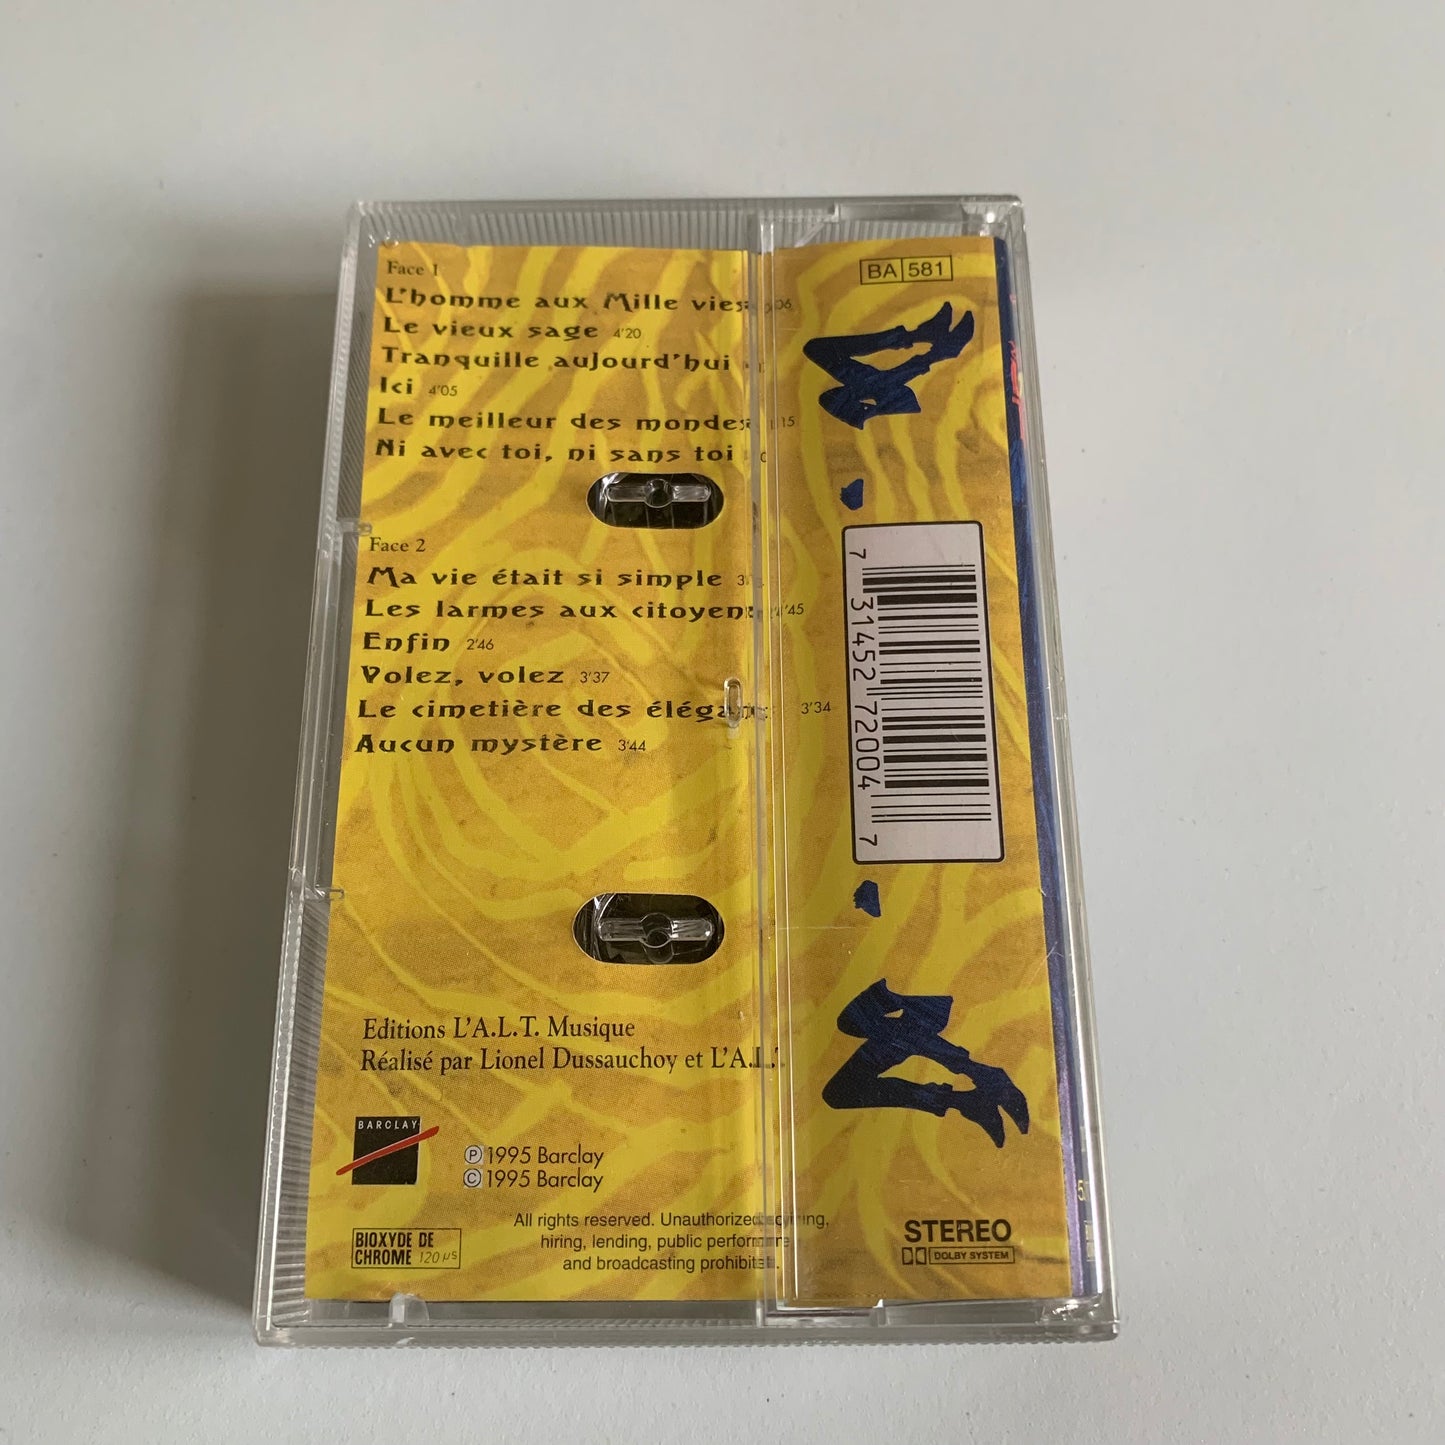 Face 1
L'homme aux Mille vies
Le vieux sage 4'20
Tranquille aujourd'hui
Ici 4'05
Le meilleur des mondes
Ni avec toi, ni sans toi
Face 2
Ma vie était si simple
Les larmes aux citoyens 4'45
Enfin 2'46
Volez, volez 3'37
Le cimetière des élégances 3'34
Aucun mystère 3'44
Editions L'A.L.T. Musique
Réalisé par Lionel Dussauchoy et L'A.L.T.
BARCLAY
Ⓟ 1995 Barclay
© 1995 Barclay
BIOXYDE DE
CHROME 120 µS
All rights reserved. Unauthorized copying,
hiring, lending, public performance
and broadcasting prohibited.
BA 581
7 31452 72004 7
STEREO
DOLBY SYSTEM